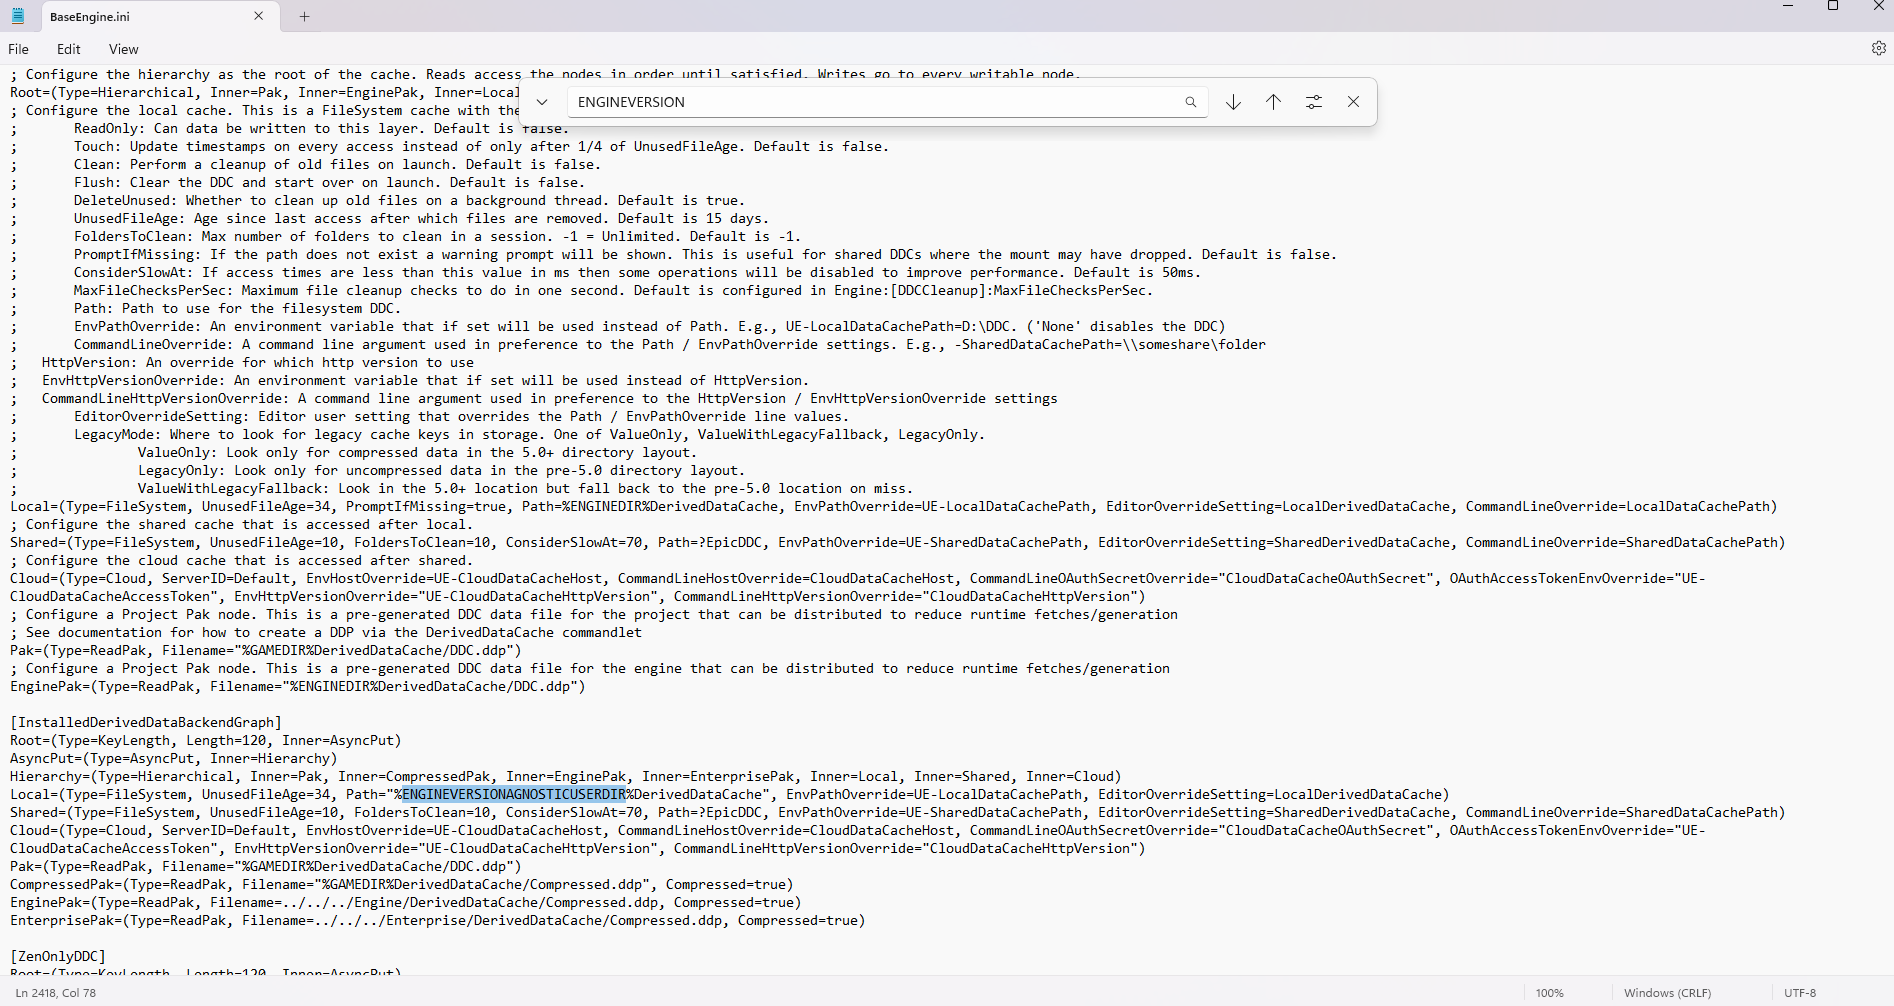 BaseEngine.ini
File Edit View
; Configure the hierarchy as the root of the cache. Reads access the nodes in order until satisfied. Writes go to every writable node.
Root=(Type=Hierarchical, Inner=Pak, Inner=EnginePak, Inner=Local
ENGINEVERSION
; Configure the local cache. This is a FileSystem cache with the
; ReadOnly: Can data be written to this layer. Default is false.
; Touch: Update timestamps on every access instead of only after 1/4 of UnusedFileAge. Default is false.
; Clean: Perform a cleanup of old files on launch. Default is false.
; Flush: Clear the DDC and start over on launch. Default is false.
; DeleteUnused: Whether to clean up old files on a background thread. Default is true.
; UnusedFileAge: Age since last access after which files are removed. Default is 15 days.
; FoldersToClean: Max number of folders to clean in a session. -1 = Unlimited. Default is -1.
; PromptIfMissing: If the path does not exist a warning prompt will be shown. This is useful for shared DDCs where the mount may have dropped. Default is false.
; ConsiderSlowAt: If access times are less than this value in ms then some operations will be disabled to improve performance. Default is 50ms.
; MaxFileChecksPerSec: Maximum file cleanup checks to do in one second. Default is configured in Engine:[DDCCleanup]:MaxFileChecksPerSec.
; Path: Path to use for the filesystem DDC.
; EnvPathOverride: An environment variable that if set will be used instead of Path. E.g., UE-LocalDataCachePath=D:\DDC. ('None' disables the DDC)
; CommandLineOverride: A command line argument used in preference to the Path / EnvPathOverride settings. E.g., -SharedDataCachePath=\\someshare\folder
; HttpVersion: An override for which http version to use
; EnvHttpVersionOverride: An environment variable that if set will be used instead of HttpVersion.
; CommandLineHttpVersionOverride: A command line argument used in preference to the HttpVersion / EnvHttpVersionOverride settings
; EditorOverrideSetting: Editor user setting that overrides the Path / EnvPathOverride line values.
; LegacyMode: Where to look for legacy cache keys in storage. One of ValueOnly, ValueWithLegacyFallback, LegacyOnly.
; ValueOnly: Look only for compressed data in the 5.0+ directory layout.
; LegacyOnly: Look only for uncompressed data in the pre-5.0 directory layout.
; ValueWithLegacyFallback: Look in the 5.0+ location but fall back to the pre-5.0 location on miss.
Local=(Type=FileSystem, UnusedFileAge=34, PromptIfMissing=true, Path=%ENGINEDIR%DerivedDataCache, EnvPathOverride=UE-LocalDataCachePath, EditorOverrideSetting=LocalDerivedDataCache, CommandLineOverride=LocalDataCachePath)
; Configure the shared cache that is accessed after local.
Shared=(Type=FileSystem, UnusedFileAge=10, FoldersToClean=10, ConsiderSlowAt=70, Path=?EpicDDC, EnvPathOverride=UE-SharedDataCachePath, EditorOverrideSetting=SharedDerivedDataCache, CommandLineOverride=SharedDataCachePath)
; Configure the cloud cache that is accessed after shared.
Cloud=(Type=Cloud, ServerID=Default, EnvHostOverride=UE-CloudDataCacheHost, CommandLineHostOverride=CloudDataCacheHost, CommandLineOAuthSecretOverride="CloudDataCacheOAuthSecret", OAuthAccessTokenEnvOverride="UE-
CloudDataCacheAccessToken", EnvHttpVersionOverride="UE-CloudDataCacheHttpVersion", CommandLineHttpVersionOverride="CloudDataCacheHttpVersion")
; Configure a Project Pak node. This is a pre-generated DDC data file for the project that can be distributed to reduce runtime fetches/generation
; See documentation for how to create a DDP via the DerivedDataCache commandlet
Pak=(Type=ReadPak, Filename="%GAMEDIR%DerivedDataCache/DDC.ddp")
; Configure a Project Pak node. This is a pre-generated DDC data file for the engine that can be distributed to reduce runtime fetches/generation
EnginePak=(Type=ReadPak, Filename="%ENGINEDIR%DerivedDataCache/DDC.ddp")
[InstalledDerivedDataBackendGraph]
Root=(Type=KeyLength, Length=120, Inner=AsyncPut)
AsyncPut=(Type=AsyncPut, Inner=Hierarchy)
Hierarchy=(Type=Hierarchical, Inner=Pak, Inner=CompressedPak, Inner=EnginePak, Inner=EnterprisePak, Inner=Local, Inner=Shared, Inner=Cloud)
Local=(Type=FileSystem, UnusedFileAge=34, Path="%ENGINEVERSIONAGNOSTICUSERDIR%DerivedDataCache", EnvPathOverride=UE-LocalDataCachePath, EditorOverrideSetting=LocalDerivedDataCache)
Shared=(Type=FileSystem, UnusedFileAge=10, FoldersToClean=10, ConsiderSlowAt=70, Path=?EpicDDC, EnvPathOverride=UE-SharedDataCachePath, EditorOverrideSetting=SharedDerivedDataCache, CommandLineOverride=SharedDataCachePath)
Cloud=(Type=Cloud, ServerID=Default, EnvHostOverride=UE-CloudDataCacheHost, CommandLineHostOverride=CloudDataCacheHost, CommandLineOAuthSecretOverride="CloudDataCacheOAuthSecret", OAuthAccessTokenEnvOverride="UE-
CloudDataCacheAccessToken", EnvHttpVersionOverride="UE-CloudDataCacheHttpVersion", CommandLineHttpVersionOverride="CloudDataCacheHttpVersion")
Pak=(Type=ReadPak, Filename="%GAMEDIR%DerivedDataCache/DDC.ddp")
CompressedPak=(Type=ReadPak, Filename="%GAMEDIR%DerivedDataCache/Compressed.ddp", Compressed=true)
EnginePak=(Type=ReadPak, Filename=../../../Engine/DerivedDataCache/Compressed.ddp, Compressed=true)
EnterprisePak=(Type=ReadPak, Filename=../../../Enterprise/DerivedDataCache/Compressed.ddp, Compressed=true)
[ZenOnlyDDC]
Root=(Type=KeyLength, Length=120, Inner=AsyncPut)
Ln 2418, Col 78 100% Windows (CRLF) UTF-8